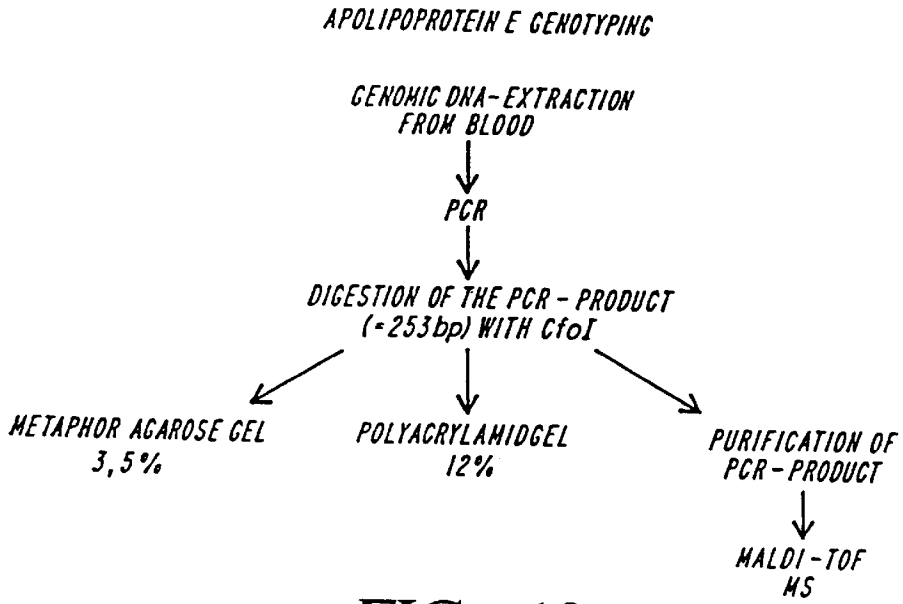 APOLIPOPROTEIN E GENOTYPING
GENOMIC DNA-EXTRACTION
FROM BLOOD
PCR
DIGESTION OF THE PCR-PRODUCT
(=253bp) WITH CfoI
METAPHOR AGAROSE GEL
3,5%
POLYACRYLAMIDGEL
12%
PURIFICATION OF
PCR-PRODUCT
MALDI-TOF
MS